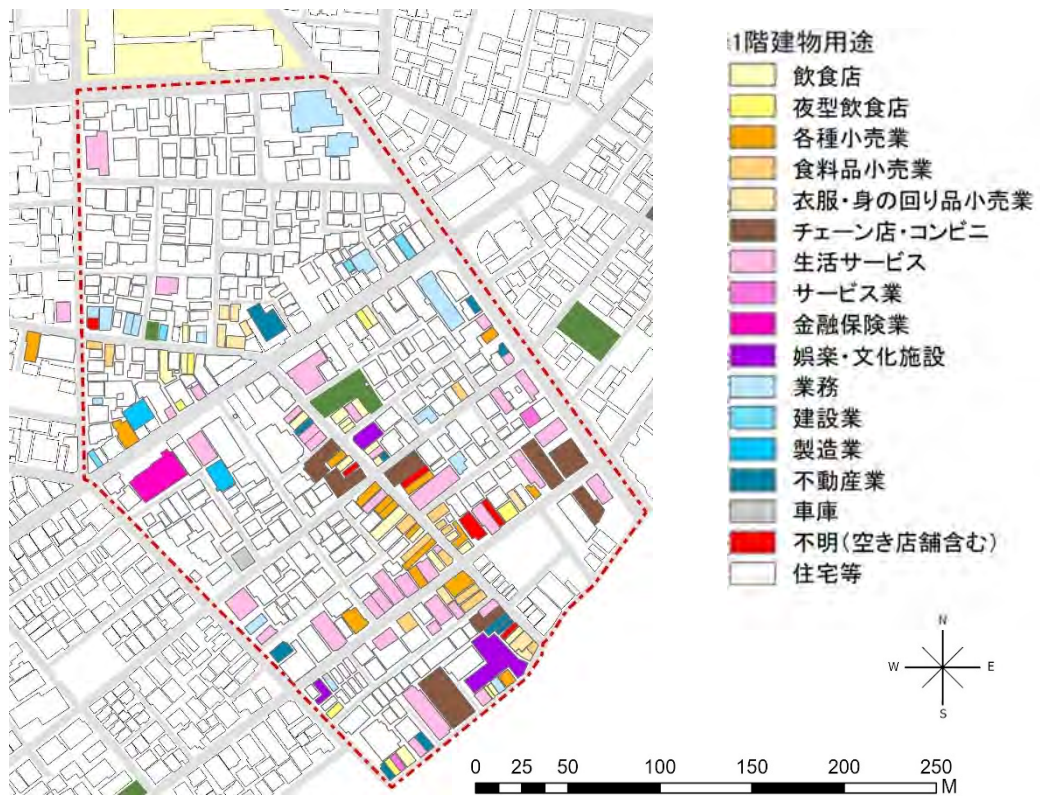 1階建物用途
飲食店
夜型飲食店
各種小売業
食料品小売業
衣服・身の回り品小売業
チェーン店・コンビニ
生活サービス
サービス業
金融保険業
娯楽・文化施設
業務
建設業
製造業
不動産業
車庫
不明(空き店舗含む)
住宅等
N
W E
S
0 25 50 100 150 200 250
M